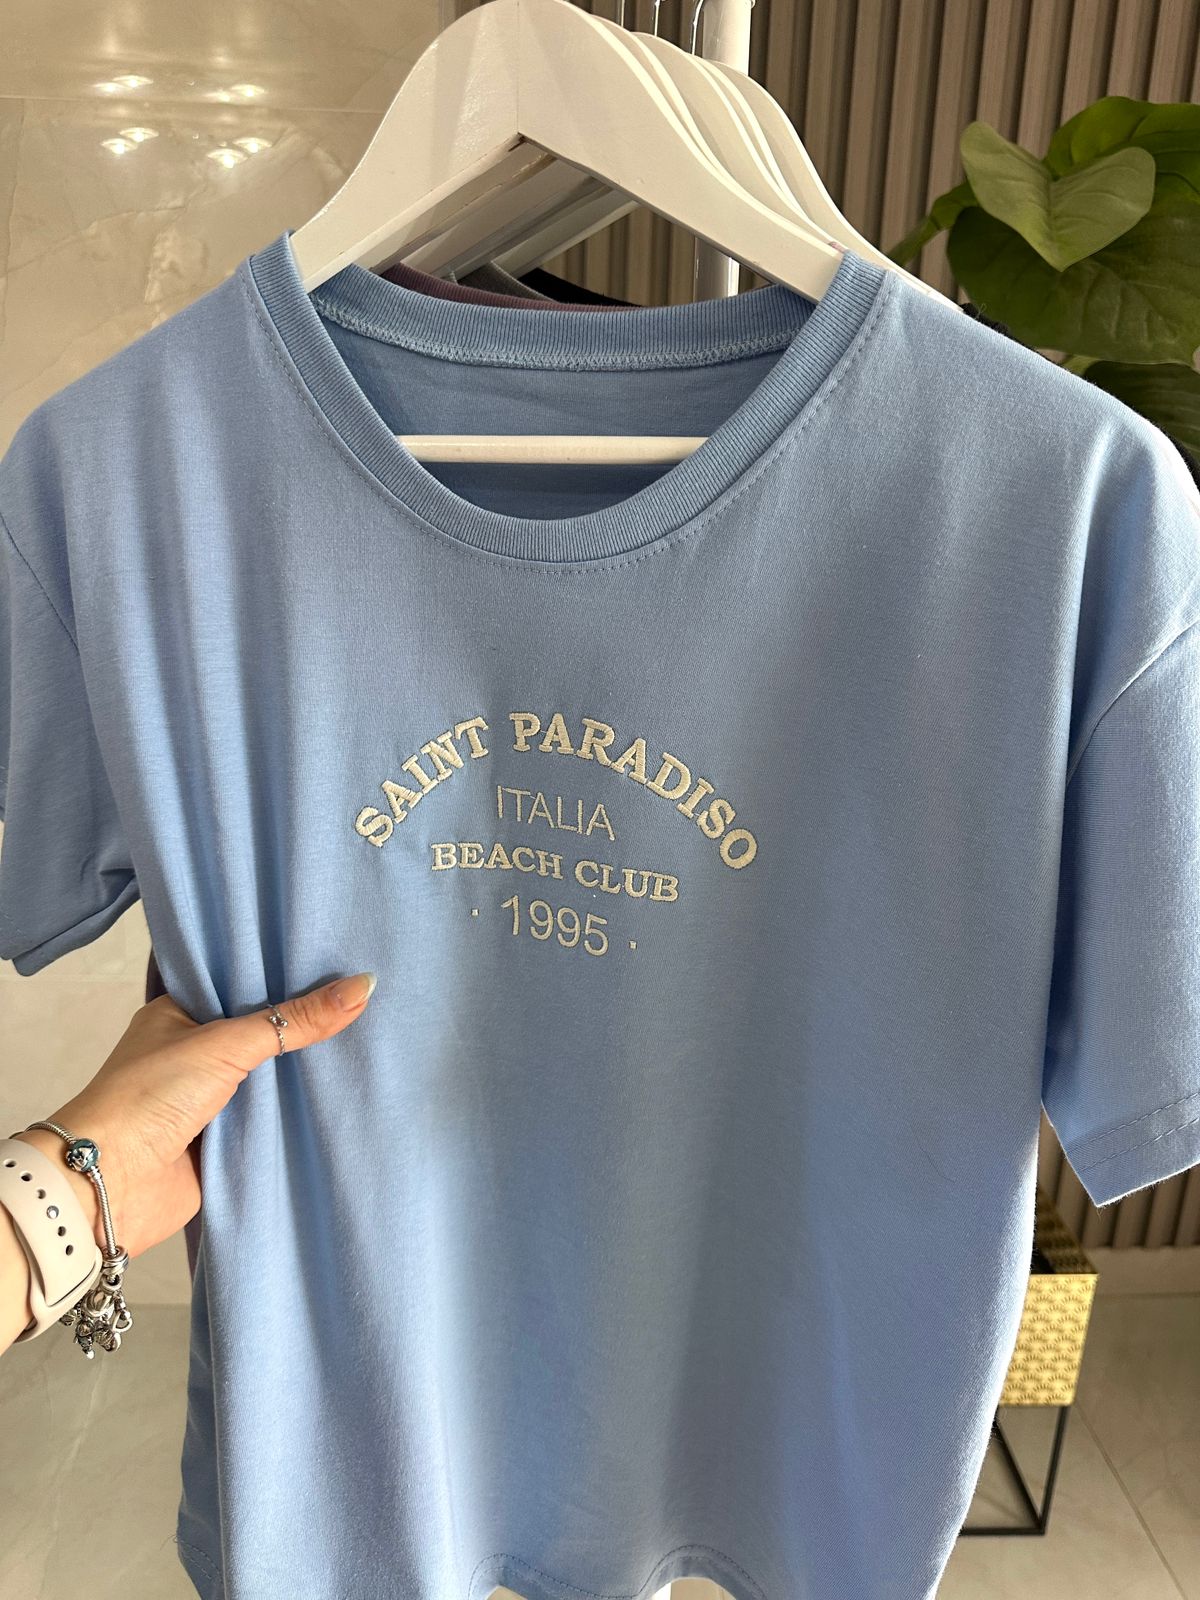 SAINT PARADISO
ITALIA
BEACH CLUB
· 1995 ·